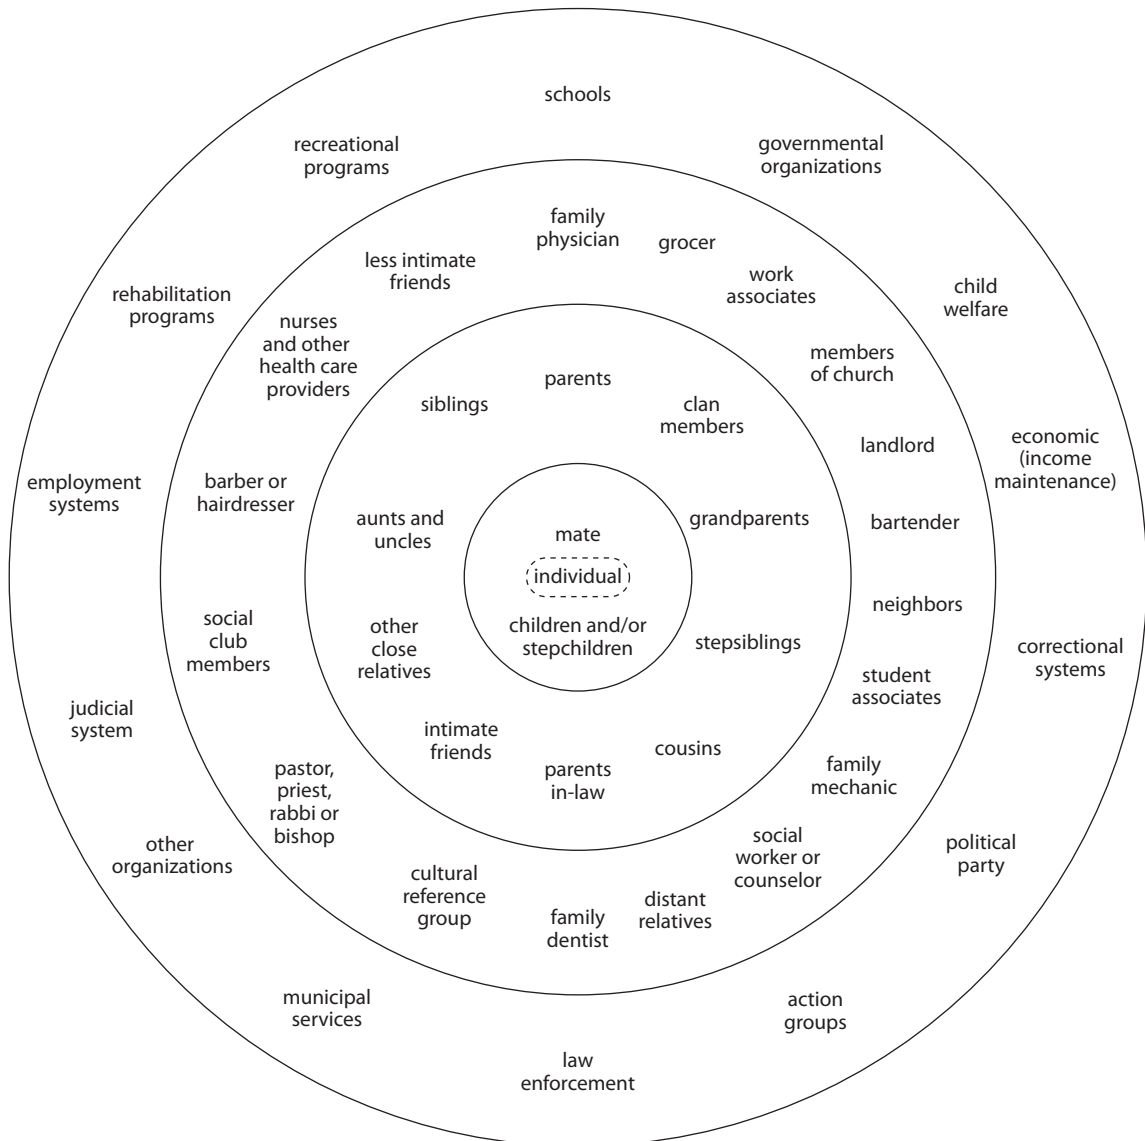 schools
recreational
programs
governmental
organizations
family
physician
grocer
less intimate
friends
work
associates
rehabilitation
programs
child
welfare
nurses
and other
health care
providers
members
of church
parents
siblings
clan
members
landlord
economic
(income
maintenance)
employment
systems
barber or
hairdresser
aunts and
uncles
grandparents
bartender
mate
individual
children and/or
stepchildren
neighbors
social
club
members
other
close
relatives
stepsiblings
correctional
systems
student
associates
judicial
system
intimate
friends
cousins
parents
in-law
family
mechanic
pastor,
priest,
rabbi or
bishop
other
organizations
social
worker or
counselor
political
party
cultural
reference
group
distant
relatives
family
dentist
municipal
services
action
groups
law
enforcement